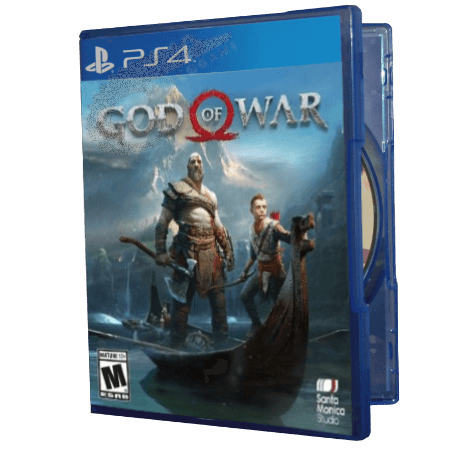 PS4
GOD OF WAR
MATURE 17+
M
ESRB
Santa
Monica
Studio